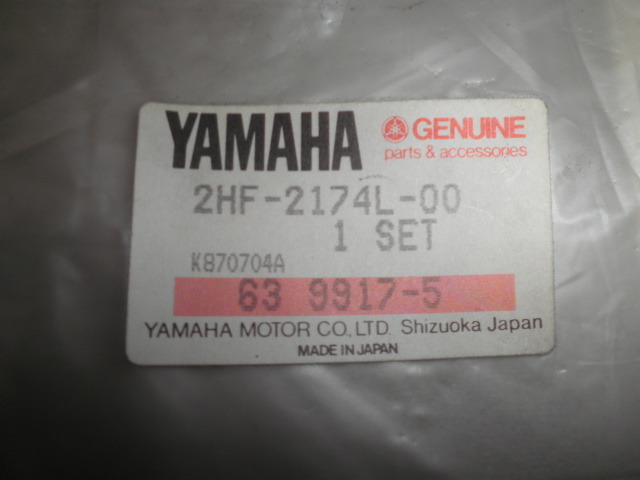 YAMAHA GENUINE
parts & accessories
2HF-2174L-00
1 SET
K870704A
63 9917-5
YAMAHA MOTOR CO., LTD. Shizuoka Japan
MADE IN JAPAN